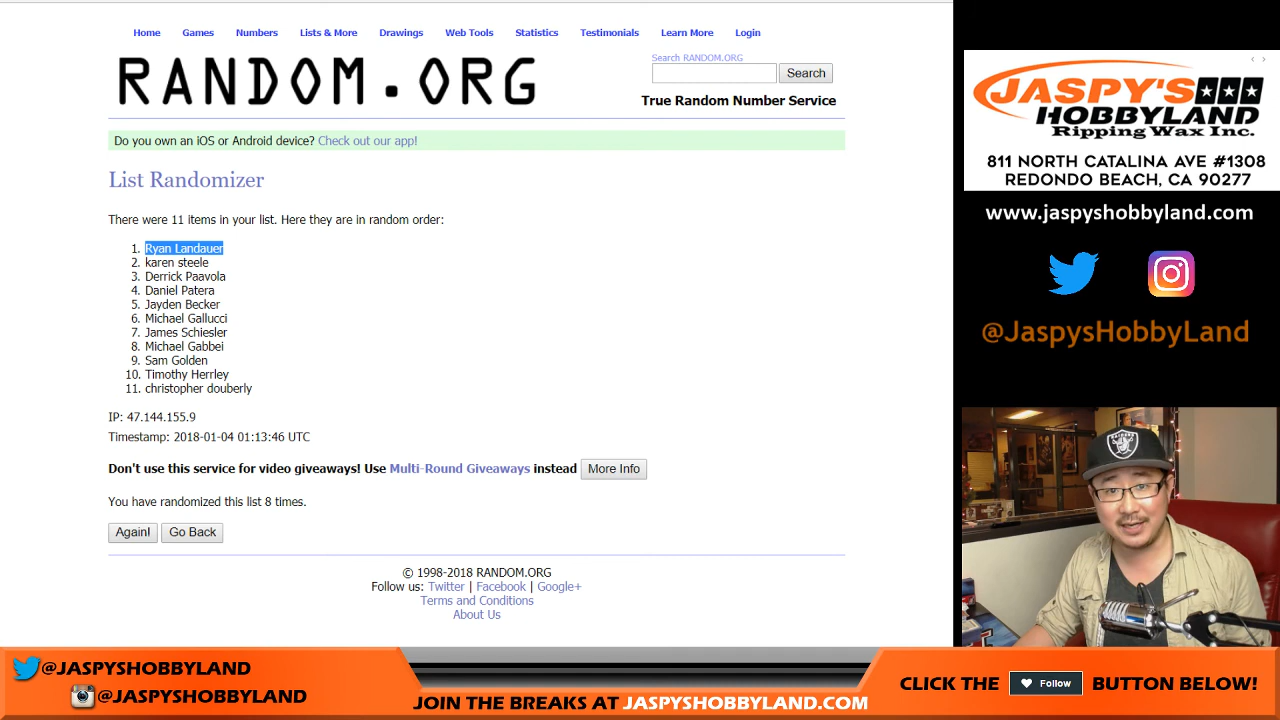 Home Games Numbers Lists & More Drawings Web Tools Statistics Testimonials Learn More Login
RANDOM.ORG
Search RANDOM.ORG
Search
True Random Number Service
Do you own an iOS or Android device? Check out our app!
List Randomizer
There were 11 items in your list. Here they are in random order:
1. Ryan Landauer
2. karen steele
3. Derrick Paavola
4. Daniel Patera
5. Jayden Becker
6. Michael Gallucci
7. James Schiesler
8. Michael Gabbei
9. Sam Golden
10. Timothy Herrley
11. christopher douberly
IP: 47.144.155.9
Timestamp: 2018-01-04 01:13:46 UTC
Don't use this service for video giveaways! Use Multi-Round Giveaways instead More Info
You have randomized this list 8 times.
Again! Go Back
© 1998-2018 RANDOM.ORG
Follow us: Twitter | Facebook | Google+
Terms and Conditions
About Us
JASPY'S
HOBBYLAND
Ripping Wax Inc.
811 NORTH CATALINA AVE #1308
REDONDO BEACH, CA 90277
www.jaspyshobbyland.com
@JaspysHobbyLand
RAIDERS
@JASPYSHOBBYLAND
@JASPYSHOBBYLAND
JOIN THE BREAKS AT JASPYSHOBBYLAND.COM
CLICK THE Follow BUTTON BELOW!